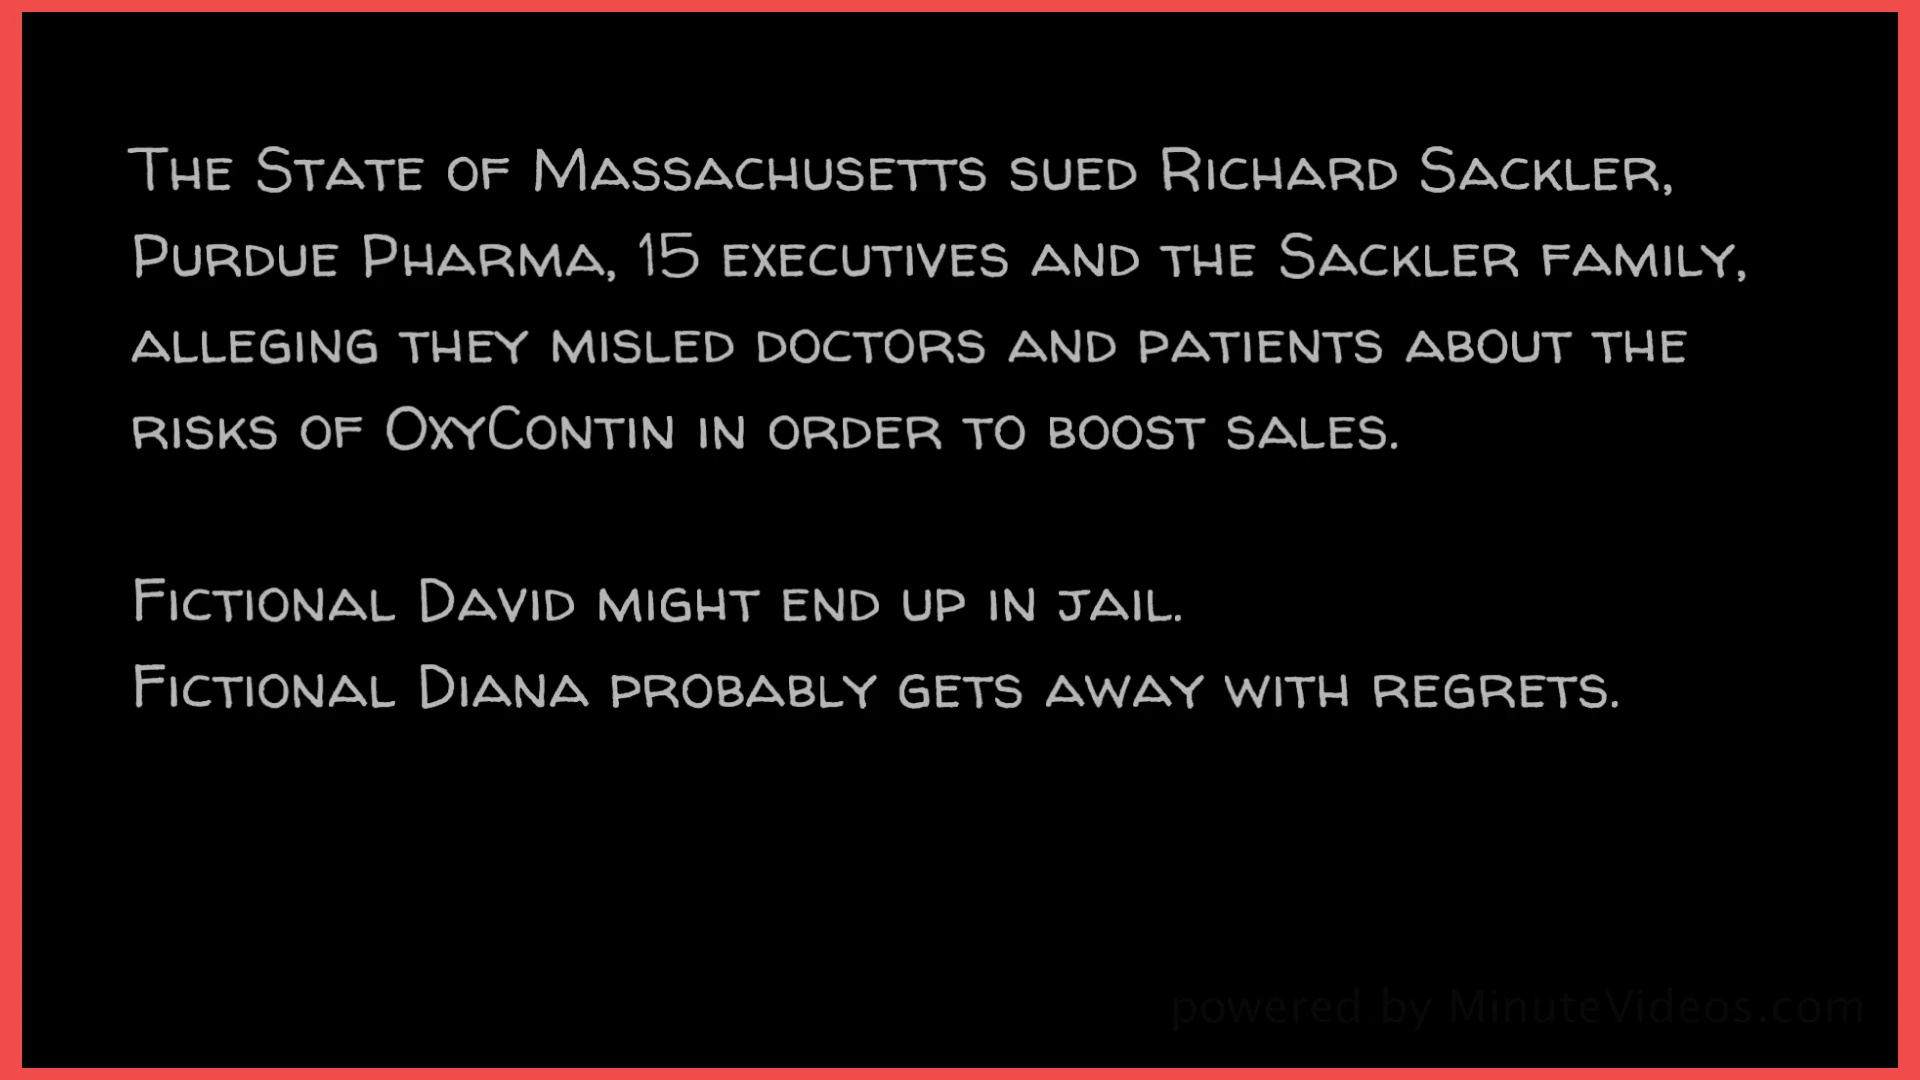 The State of Massachusetts sued Richard Sackler,
Purdue Pharma, 15 executives and the Sackler family,
alleging they misled doctors and patients about the
risks of OxyContin in order to boost sales.
Fictional David might end up in jail.
Fictional Diana probably gets away with regrets.
powered by MinuteVideos.com